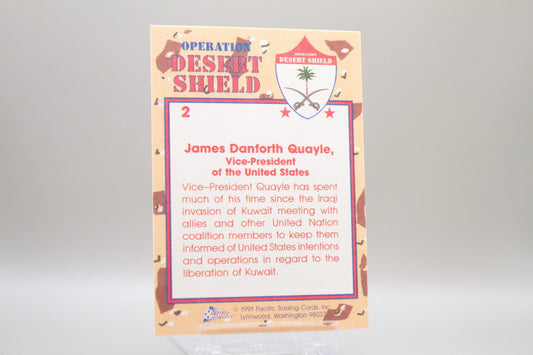 OPERATION
DESERT
SHIELD
OPERATION
DESERT SHIELD
2
James Danforth Quayle,
Vice-President
of the United States
Vice-President Quayle has spent
much of his time since the Iraqi
invasion of Kuwait meeting with
allies and other United Nation
coalition members to keep them
informed of United States intentions
and operations in regard to the
liberation of Kuwait.
© 1991 Pacific Trading Cards, Inc.
Lynnwood, Washington 98037